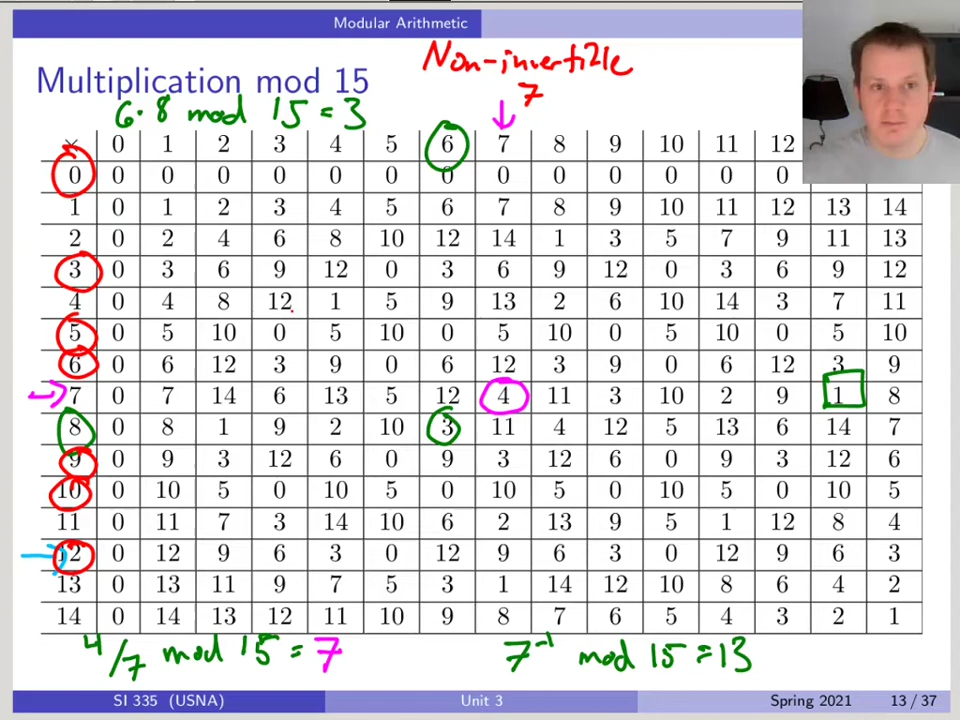 Modular Arithmetic
Non-invertible
7
Multiplication mod 15
6·8 mod 15 = 3
× 0 1 2 3 4 5 6 7 8 9 10 11 12
0 0 0 0 0 0 0 0 0 0 0 0 0 0
1 0 1 2 3 4 5 6 7 8 9 10 11 12 13 14
2 0 2 4 6 8 10 12 14 1 3 5 7 9 11 13
3 0 3 6 9 12 0 3 6 9 12 0 3 6 9 12
4 0 4 8 12 1 5 9 13 2 6 10 14 3 7 11
5 0 5 10 0 5 10 0 5 10 0 5 10 0 5 10
6 0 6 12 3 9 0 6 12 3 9 0 6 12 3 9
7 0 7 14 6 13 5 12 4 11 3 10 2 9 1 8
8 0 8 1 9 2 10 3 11 4 12 5 13 6 14 7
9 0 9 3 12 6 0 9 3 12 6 0 9 3 12 6
10 0 10 5 0 10 5 0 10 5 0 10 5 0 10 5
11 0 11 7 3 14 10 6 2 13 9 5 1 12 8 4
12 0 12 9 6 3 0 12 9 6 3 0 12 9 6 3
13 0 13 11 9 7 5 3 1 14 12 10 8 6 4 2
14 0 14 13 12 11 10 9 8 7 6 5 4 3 2 1
4/7 mod 15 = 7 7⁻¹ mod 15 = 13
SI 335 (USNA) Unit 3 Spring 2021 13 / 37